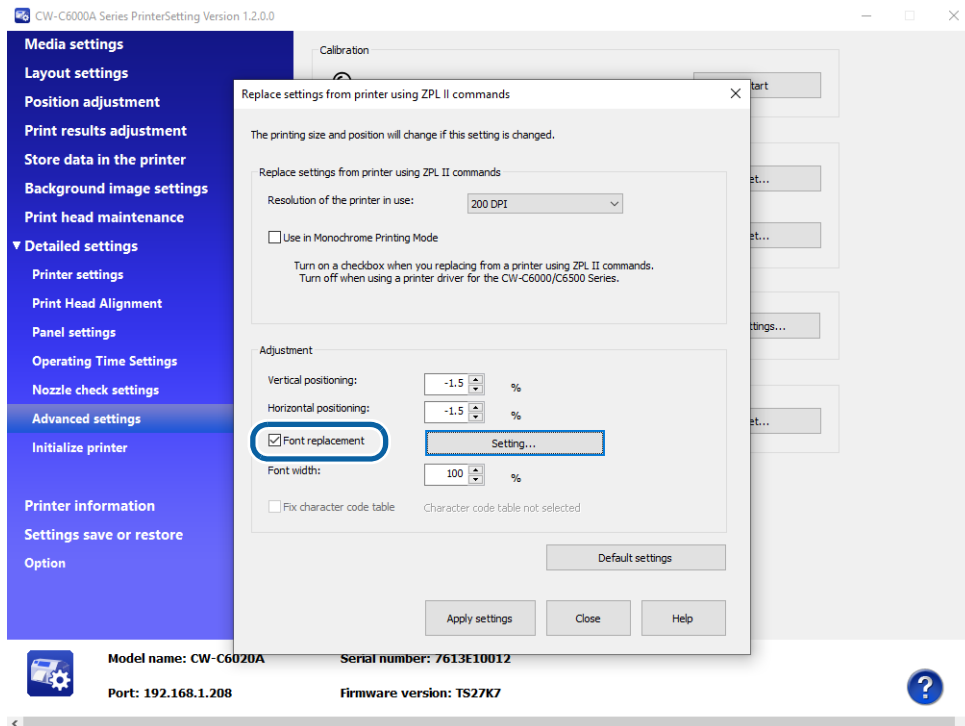 CW-C6000A Series PrinterSetting Version 1.2.0.0
Media settings
Layout settings
Position adjustment
Print results adjustment
Store data in the printer
Background image settings
Print head maintenance
Detailed settings
Printer settings
Print Head Alignment
Panel settings
Operating Time Settings
Nozzle check settings
Advanced settings
Initialize printer
Printer information
Settings save or restore
Option
Calibration
tart
et...
et...
ttings...
et...
Replace settings from printer using ZPL II commands
The printing size and position will change if this setting is changed.
Replace settings from printer using ZPL II commands
Resolution of the printer in use: 200 DPI
Use in Monochrome Printing Mode
Turn on a checkbox when you replacing from a printer using ZPL II commands.
Turn off when using a printer driver for the CW-C6000/C6500 Series.
Adjustment
Vertical positioning: -1.5 %
Horizontal positioning: -1.5 %
Font replacement Setting...
Font width: 100 %
Fix character code table Character code table not selected
Default settings
Apply settings Close Help
Model name: CW-C6020A Serial number: 7613E10012
Port: 192.168.1.208 Firmware version: TS27K7
?